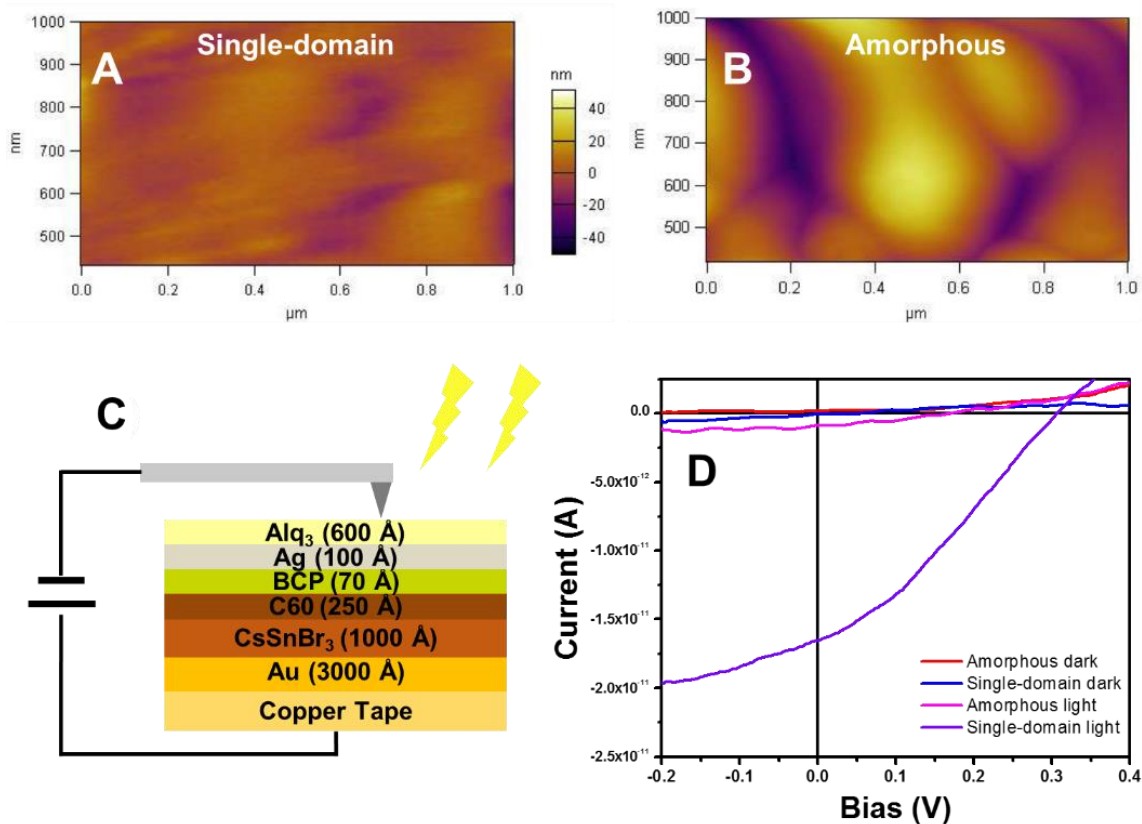 A
Single-domain
1000
900
800
700
600
500
nm
0.0 0.2 0.4 0.6 0.8 1.0
µm
nm
40
20
0
-20
-40
B
Amorphous
1000
900
800
700
600
500
nm
0.0 0.2 0.4 0.6 0.8 1.0
µm
C
Alq₃ (600 Å)
Ag (100 Å)
BCP (70 Å)
C60 (250 Å)
CsSnBr₃ (1000 Å)
Au (3000 Å)
Copper Tape
D
Current (A)
0.0
-5.0x10⁻¹²
-1.0x10⁻¹¹
-1.5x10⁻¹¹
-2.0x10⁻¹¹
-2.5x10⁻¹¹
Amorphous dark
Single-domain dark
Amorphous light
Single-domain light
-0.2 -0.1 0.0 0.1 0.2 0.3 0.4
Bias (V)